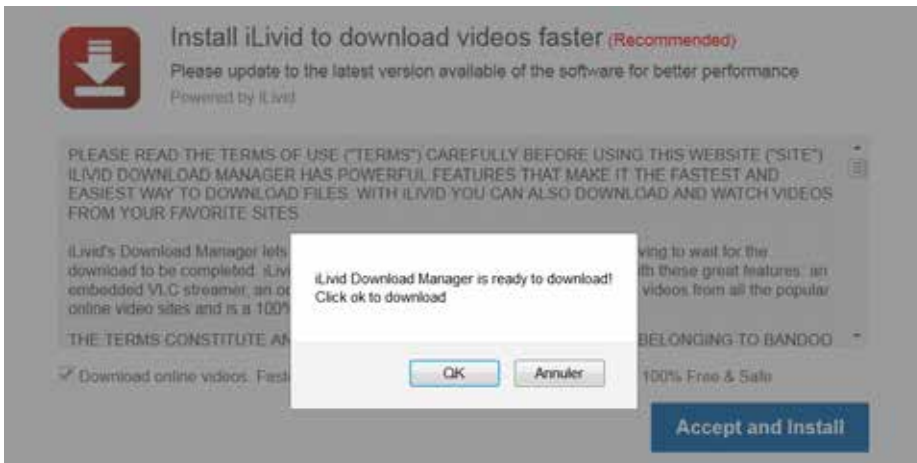 Install iLivid to download videos faster (Recommended)
Please update to the latest version available of the software for better performance
Powered by iLivid
PLEASE READ THE TERMS OF USE ("TERMS") CAREFULLY BEFORE USING THIS WEBSITE ("SITE")
ILIVID DOWNLOAD MANAGER HAS POWERFUL FEATURES THAT MAKE IT THE FASTEST AND
EASIEST WAY TO DOWNLOAD FILES. WITH ILIVID YOU CAN ALSO DOWNLOAD AND WATCH VIDEOS
FROM YOUR FAVORITE SITES
iLivid's Download Manager lets
ving to wait for the
download to be completed.
ith these great features: an
embedded VLC streamer, an
videos from all the popular
online video sites and is a 100%
THE TERMS CONSTITUTE AN
BELONGING TO BANDOO
iLivid Download Manager is ready to download!
Click ok to download
OK
Annuler
Download online videos.
100% Free & Safe
Accept and Install